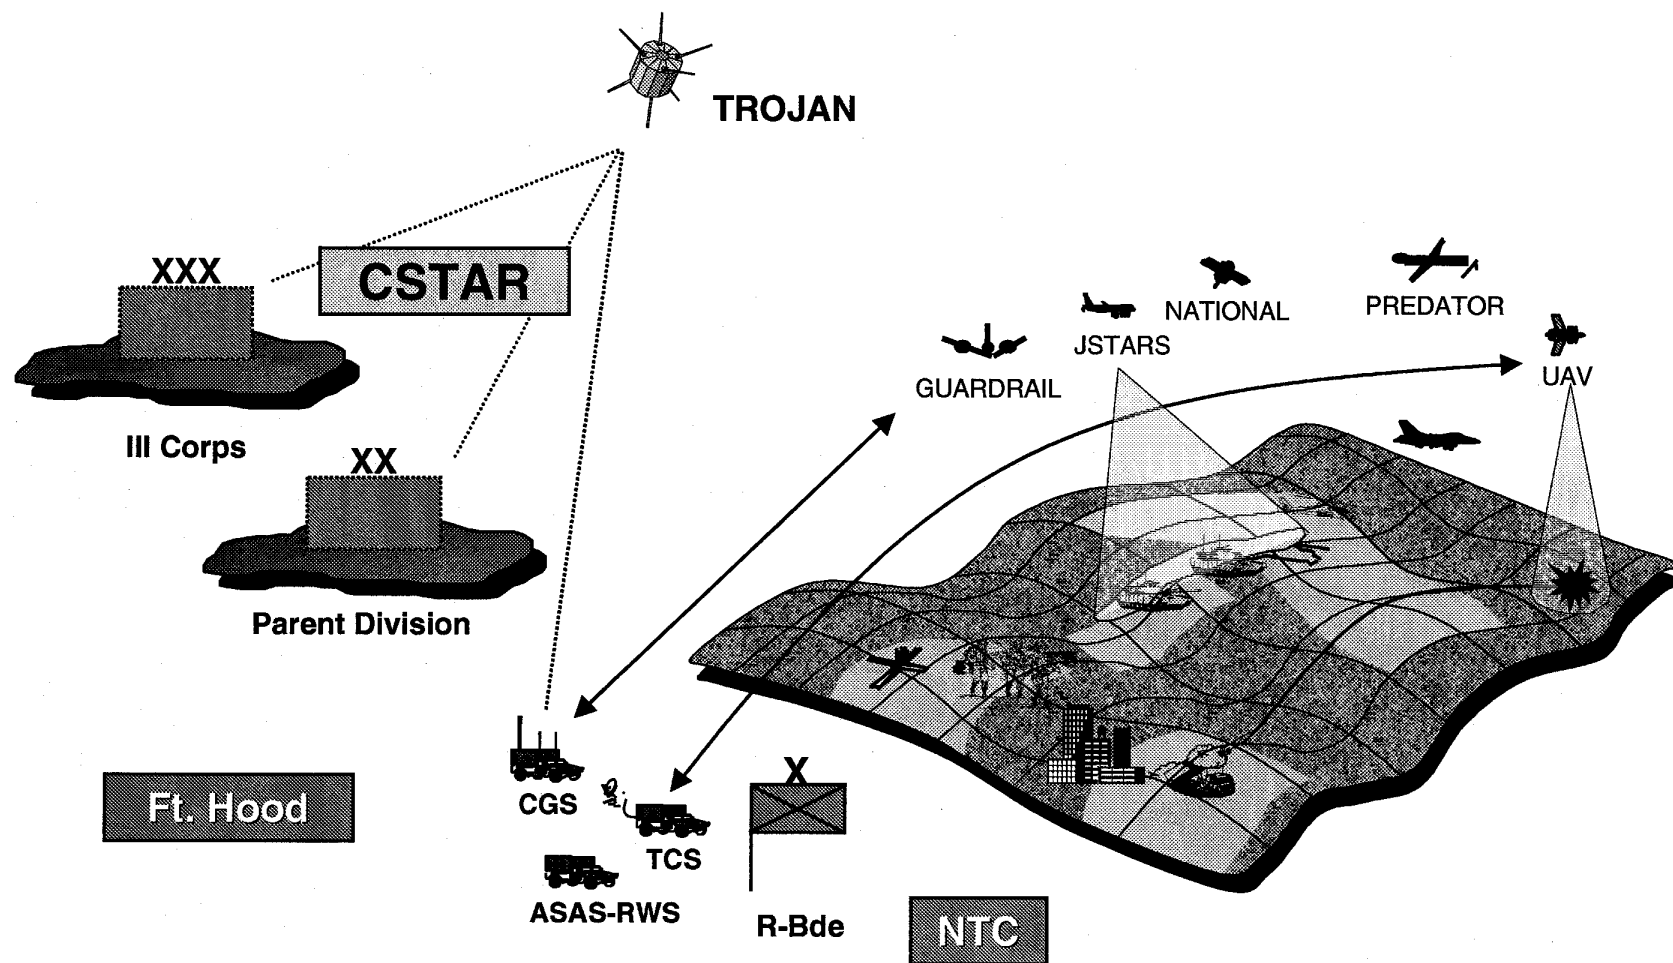 TROJAN
CSTAR
XXX
III Corps
XX
Parent Division
NATIONAL
PREDATOR
JSTARS
GUARDRAIL
UAV
CGS
X
TCS
ASAS-RWS
R-Bde
Ft. Hood
NTC